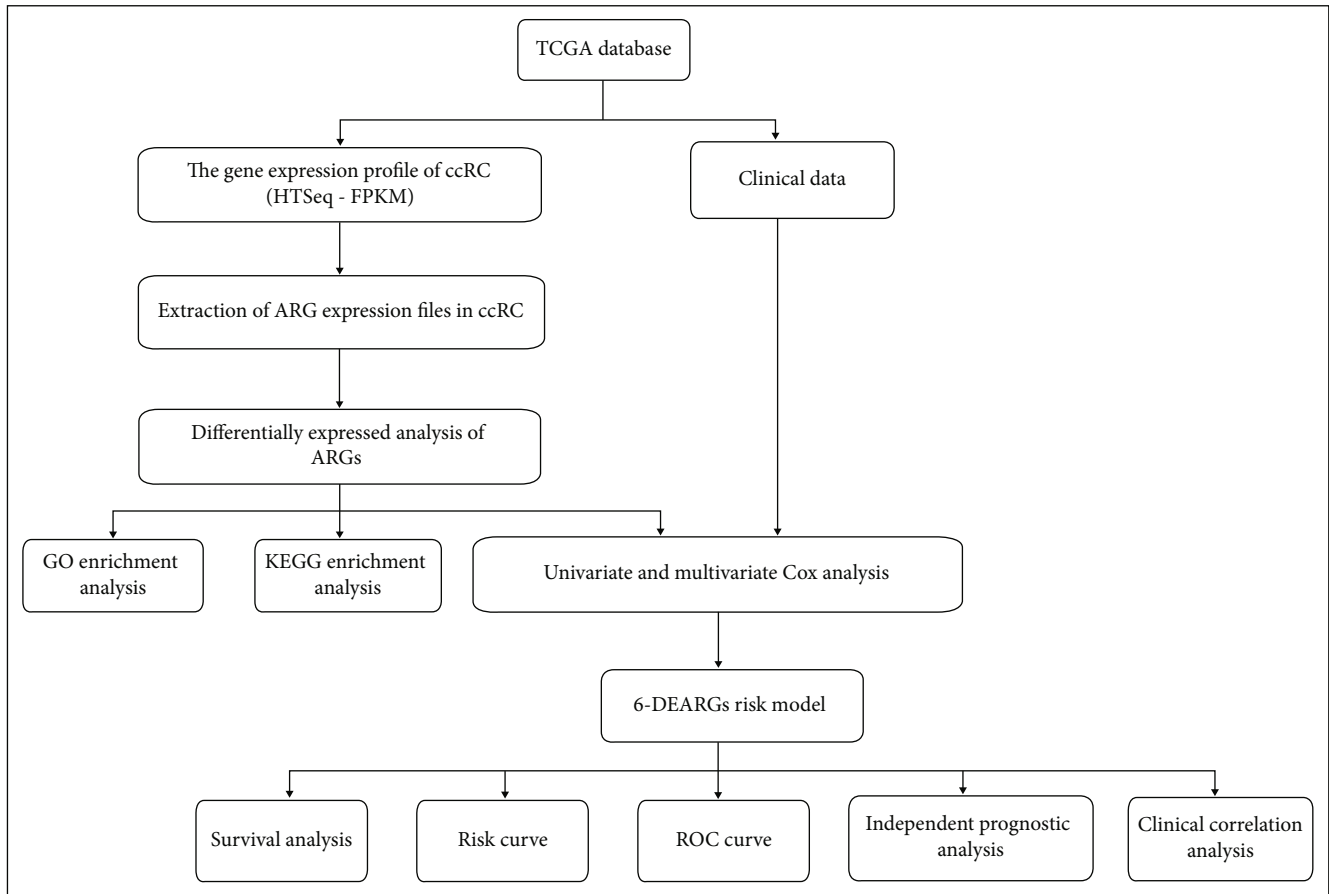 TCGA database
The gene expression profile of ccRC
(HTSeq - FPKM)
Clinical data
Extraction of ARG expression files in ccRC
Differentially expressed analysis of
ARGs
GO enrichment
analysis
KEGG enrichment
analysis
Univariate and multivariate Cox analysis
6-DEARGs risk model
Survival analysis
Risk curve
ROC curve
Independent prognostic
analysis
Clinical correlation
analysis